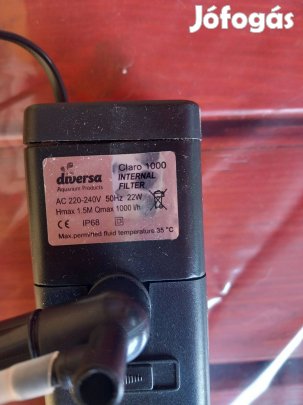 Jófogás
diversa
Aquarium Products
Claro 1000
INTERNAL
FILTER
AC 220-240V 50Hz 22W
Hmax 1.5M Qmax 1000 l/h
CE IP68
Max.permitted fluid temperature 35 °C